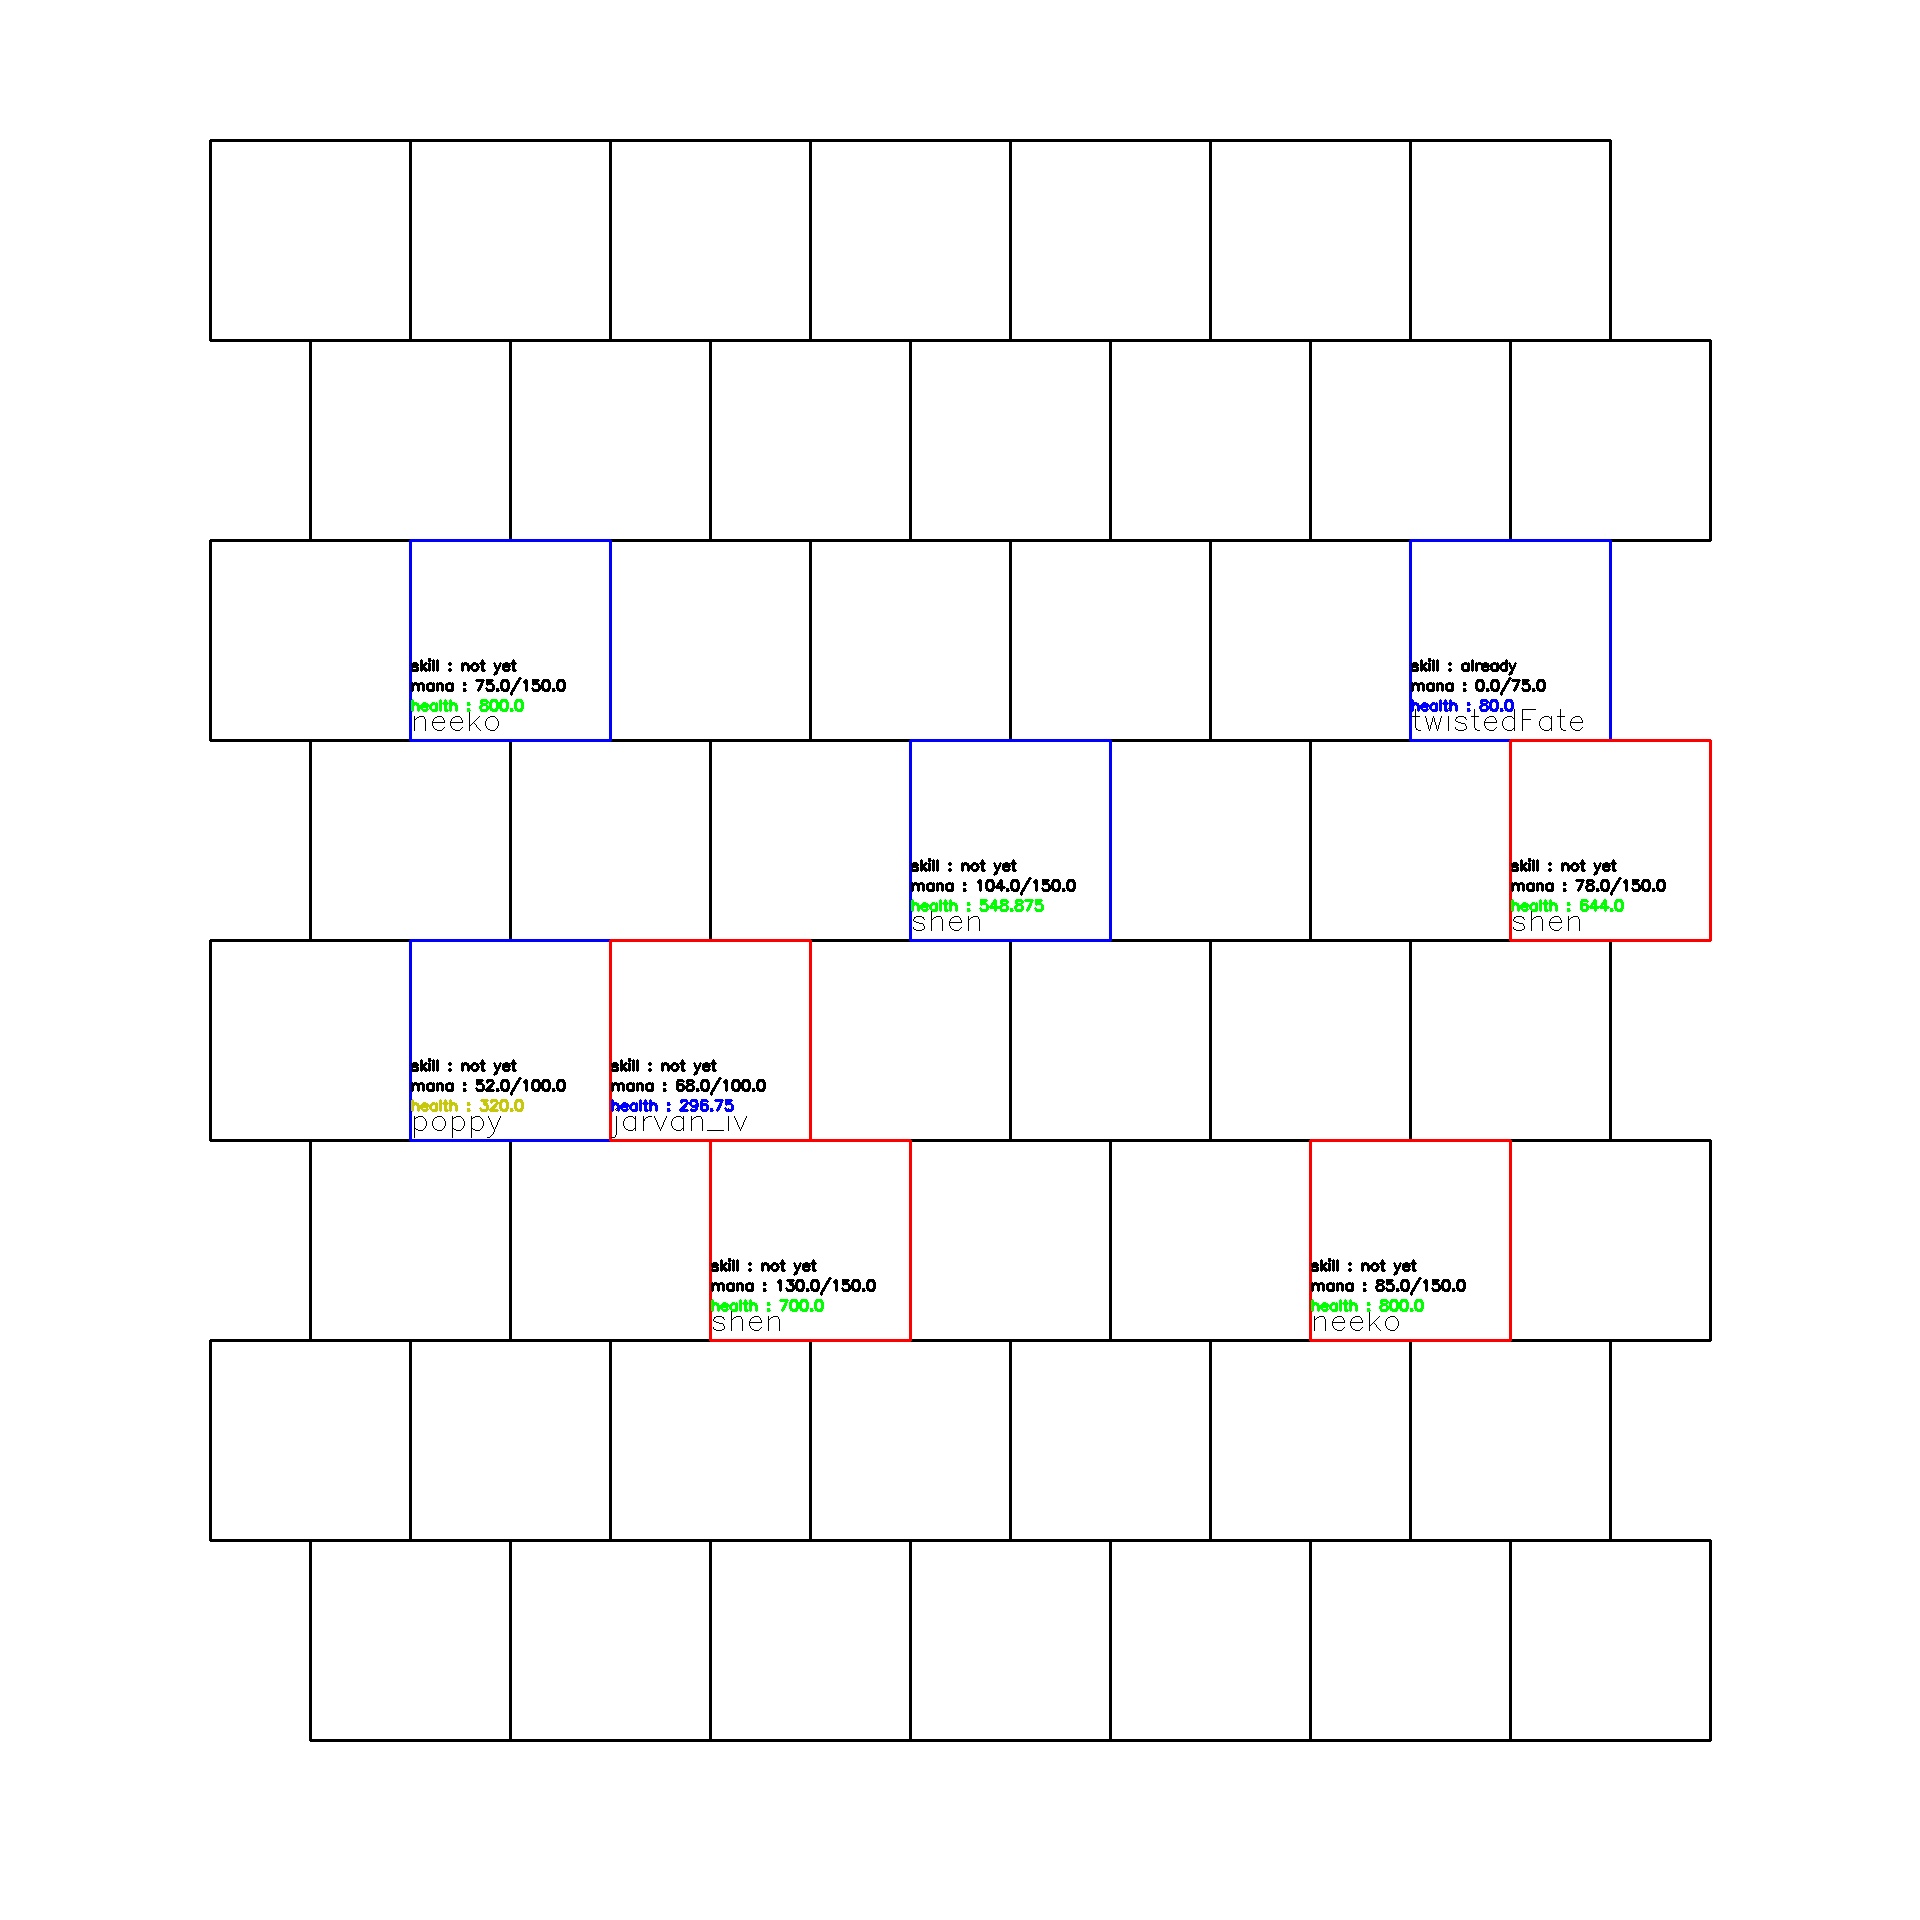 skill : not yet
mana : 75.0/150.0
health : 800.0
neeko
skill : already
mana : 0.0/75.0
health : 80.0
twistedFate
skill : not yet
mana : 104.0/150.0
health : 548.875
shen
skill : not yet
mana : 78.0/150.0
health : 644.0
shen
skill : not yet
mana : 52.0/100.0
health : 320.0
poppy
skill : not yet
mana : 68.0/100.0
health : 296.75
jarvan_iv
skill : not yet
mana : 130.0/150.0
health : 700.0
shen
skill : not yet
mana : 85.0/150.0
health : 800.0
neeko